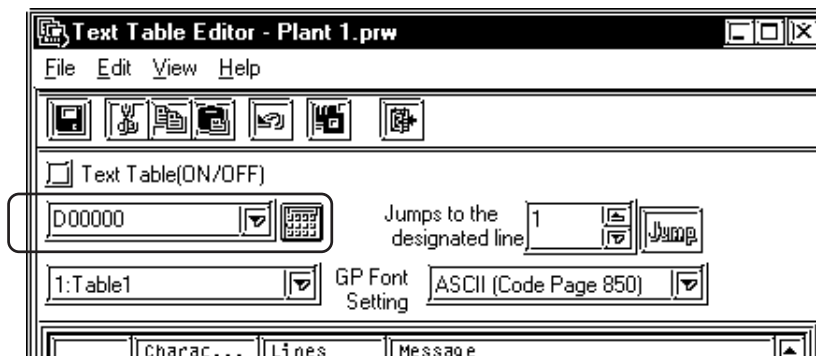 Text Table Editor - Plant 1.prw
File Edit View Help
Text Table(ON/OFF)
D00000
Jumps to the designated line
1
Jump
1:Table1
GP Font Setting
ASCII (Code Page 850)
Charac... Lines Message